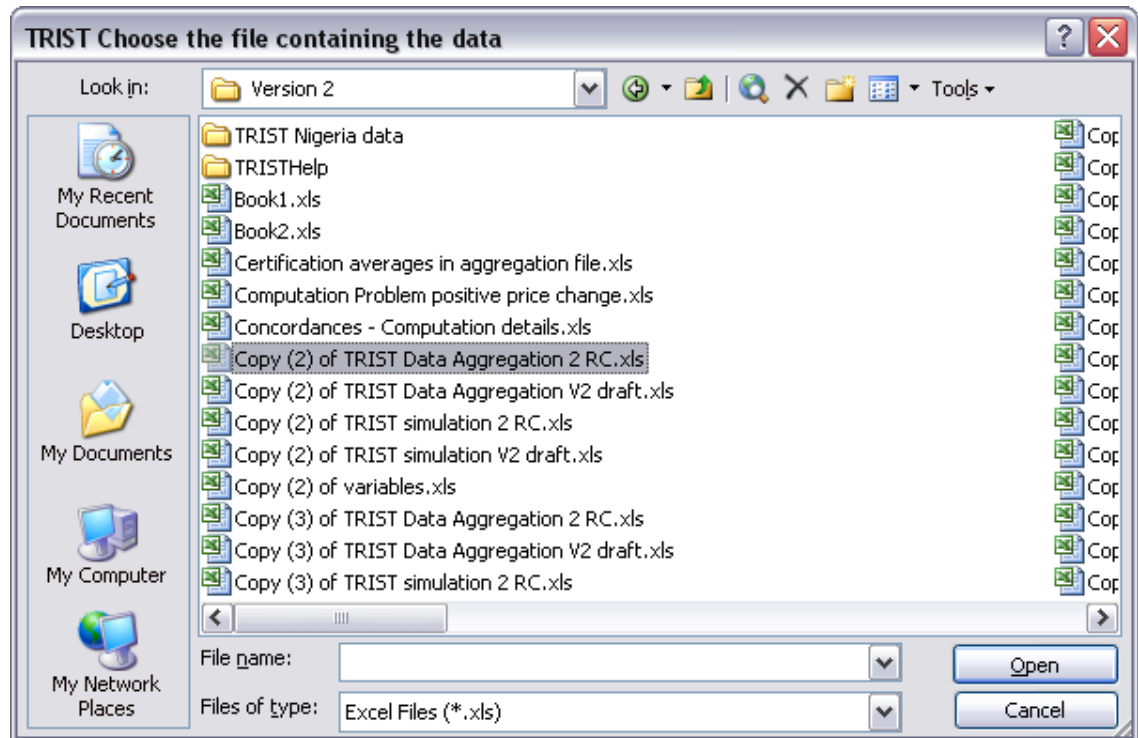 TRIST Choose the file containing the data
Look in:
Version 2
Tools
My Recent
Documents
Desktop
My Documents
My Computer
My Network
Places
TRIST Nigeria data
TRISTHelp
Book1.xls
Book2.xls
Certification averages in aggregation file.xls
Computation Problem positive price change.xls
Concordances - Computation details.xls
Copy (2) of TRIST Data Aggregation 2 RC.xls
Copy (2) of TRIST Data Aggregation V2 draft.xls
Copy (2) of TRIST simulation 2 RC.xls
Copy (2) of TRIST simulation V2 draft.xls
Copy (2) of variables.xls
Copy (3) of TRIST Data Aggregation 2 RC.xls
Copy (3) of TRIST Data Aggregation V2 draft.xls
Copy (3) of TRIST simulation 2 RC.xls
File name:
Open
Files of type:
Excel Files (*.xls)
Cancel